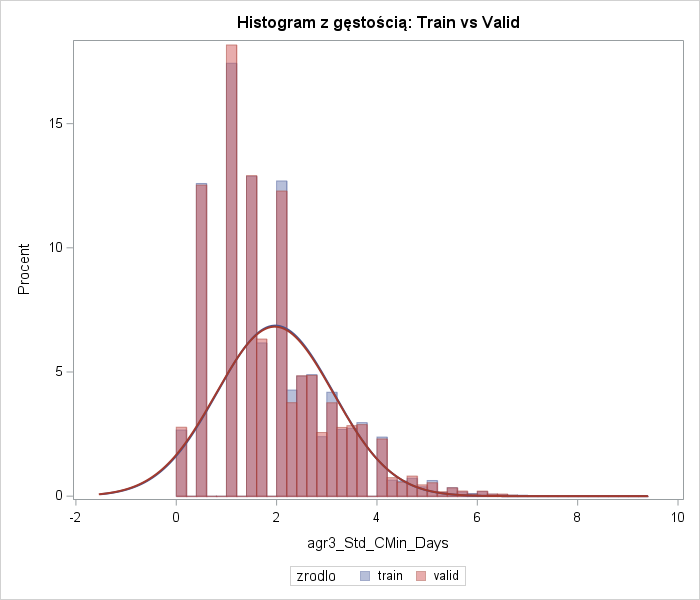 Histogram z gęstością: Train vs Valid
Procent
15
10
5
0
-2 0 2 4 6 8 10
agr3_Std_CMin_Days
zrodlo train valid